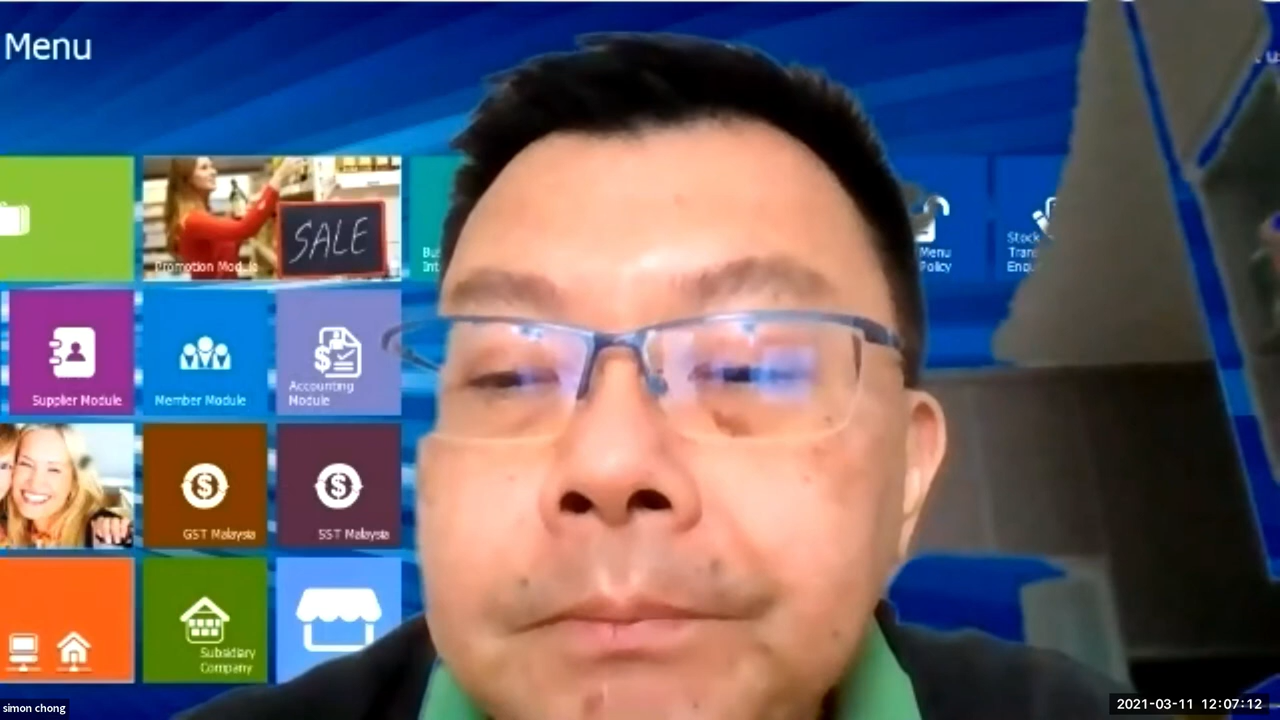 Menu
Promotion Module
SALE
Menu
Policy
Stock
Supplier Module
Member Module
Accounting
Module
GST Malaysia
SST Malaysia
Subsidiary
Company
simon chong
2021-03-11 12:07:12